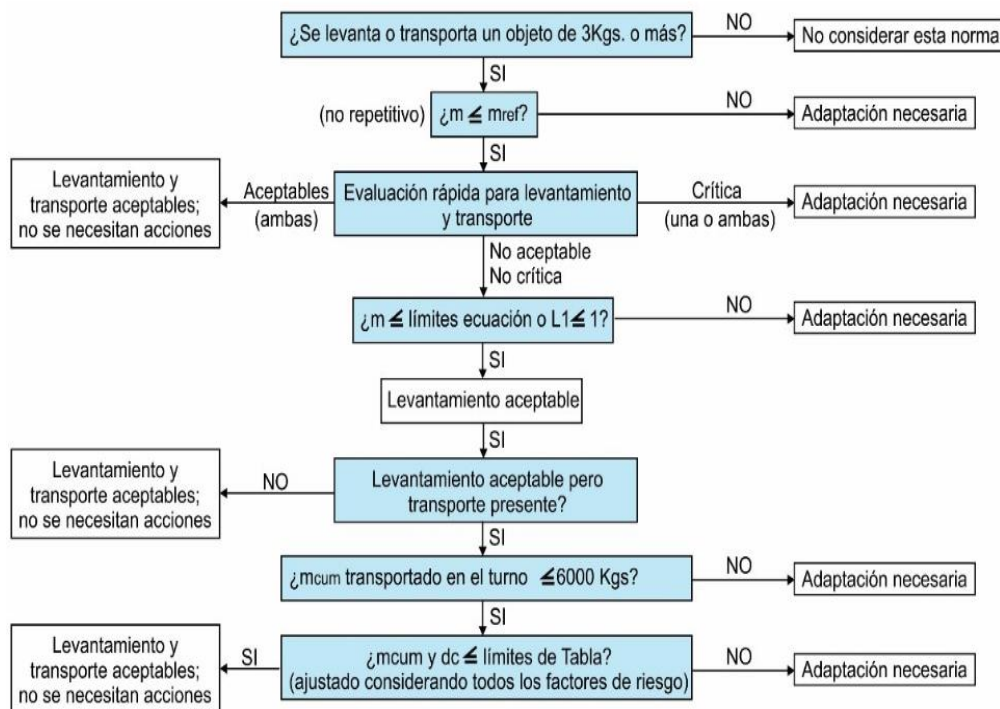 ¿Se levanta o transporta un objeto de 3Kgs. o más?
NO
No considerar esta norma
SI
(no repetitivo)
¿m ≦ mref?
NO
Adaptación necesaria
SI
Levantamiento y
transporte aceptables;
no se necesitan acciones
Aceptables
(ambas)
Evaluación rápida para levantamiento
y transporte
Crítica
(una o ambas)
Adaptación necesaria
No aceptable
No crítica
¿m ≦ límites ecuación o L1≦ 1?
NO
Adaptación necesaria
SI
Levantamiento aceptable
SI
Levantamiento y
transporte aceptables;
no se necesitan acciones
NO
Levantamiento aceptable pero
transporte presente?
SI
¿mcum transportado en el turno ≦6000 Kgs?
NO
Adaptación necesaria
SI
Levantamiento y
transporte aceptables;
no se necesitan acciones
SI
¿mcum y dc ≦ límites de Tabla?
(ajustado considerando todos los factores de riesgo)
NO
Adaptación necesaria